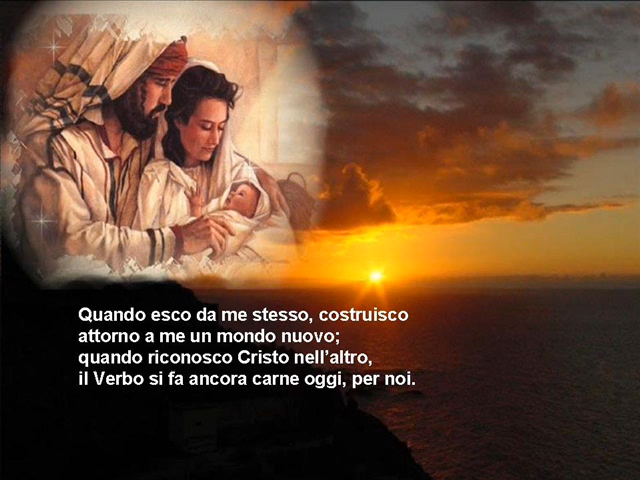 Quando esco da me stesso, costruisco
attorno a me un mondo nuovo;
quando riconosco Cristo nell’altro,
il Verbo si fa ancora carne oggi, per noi.